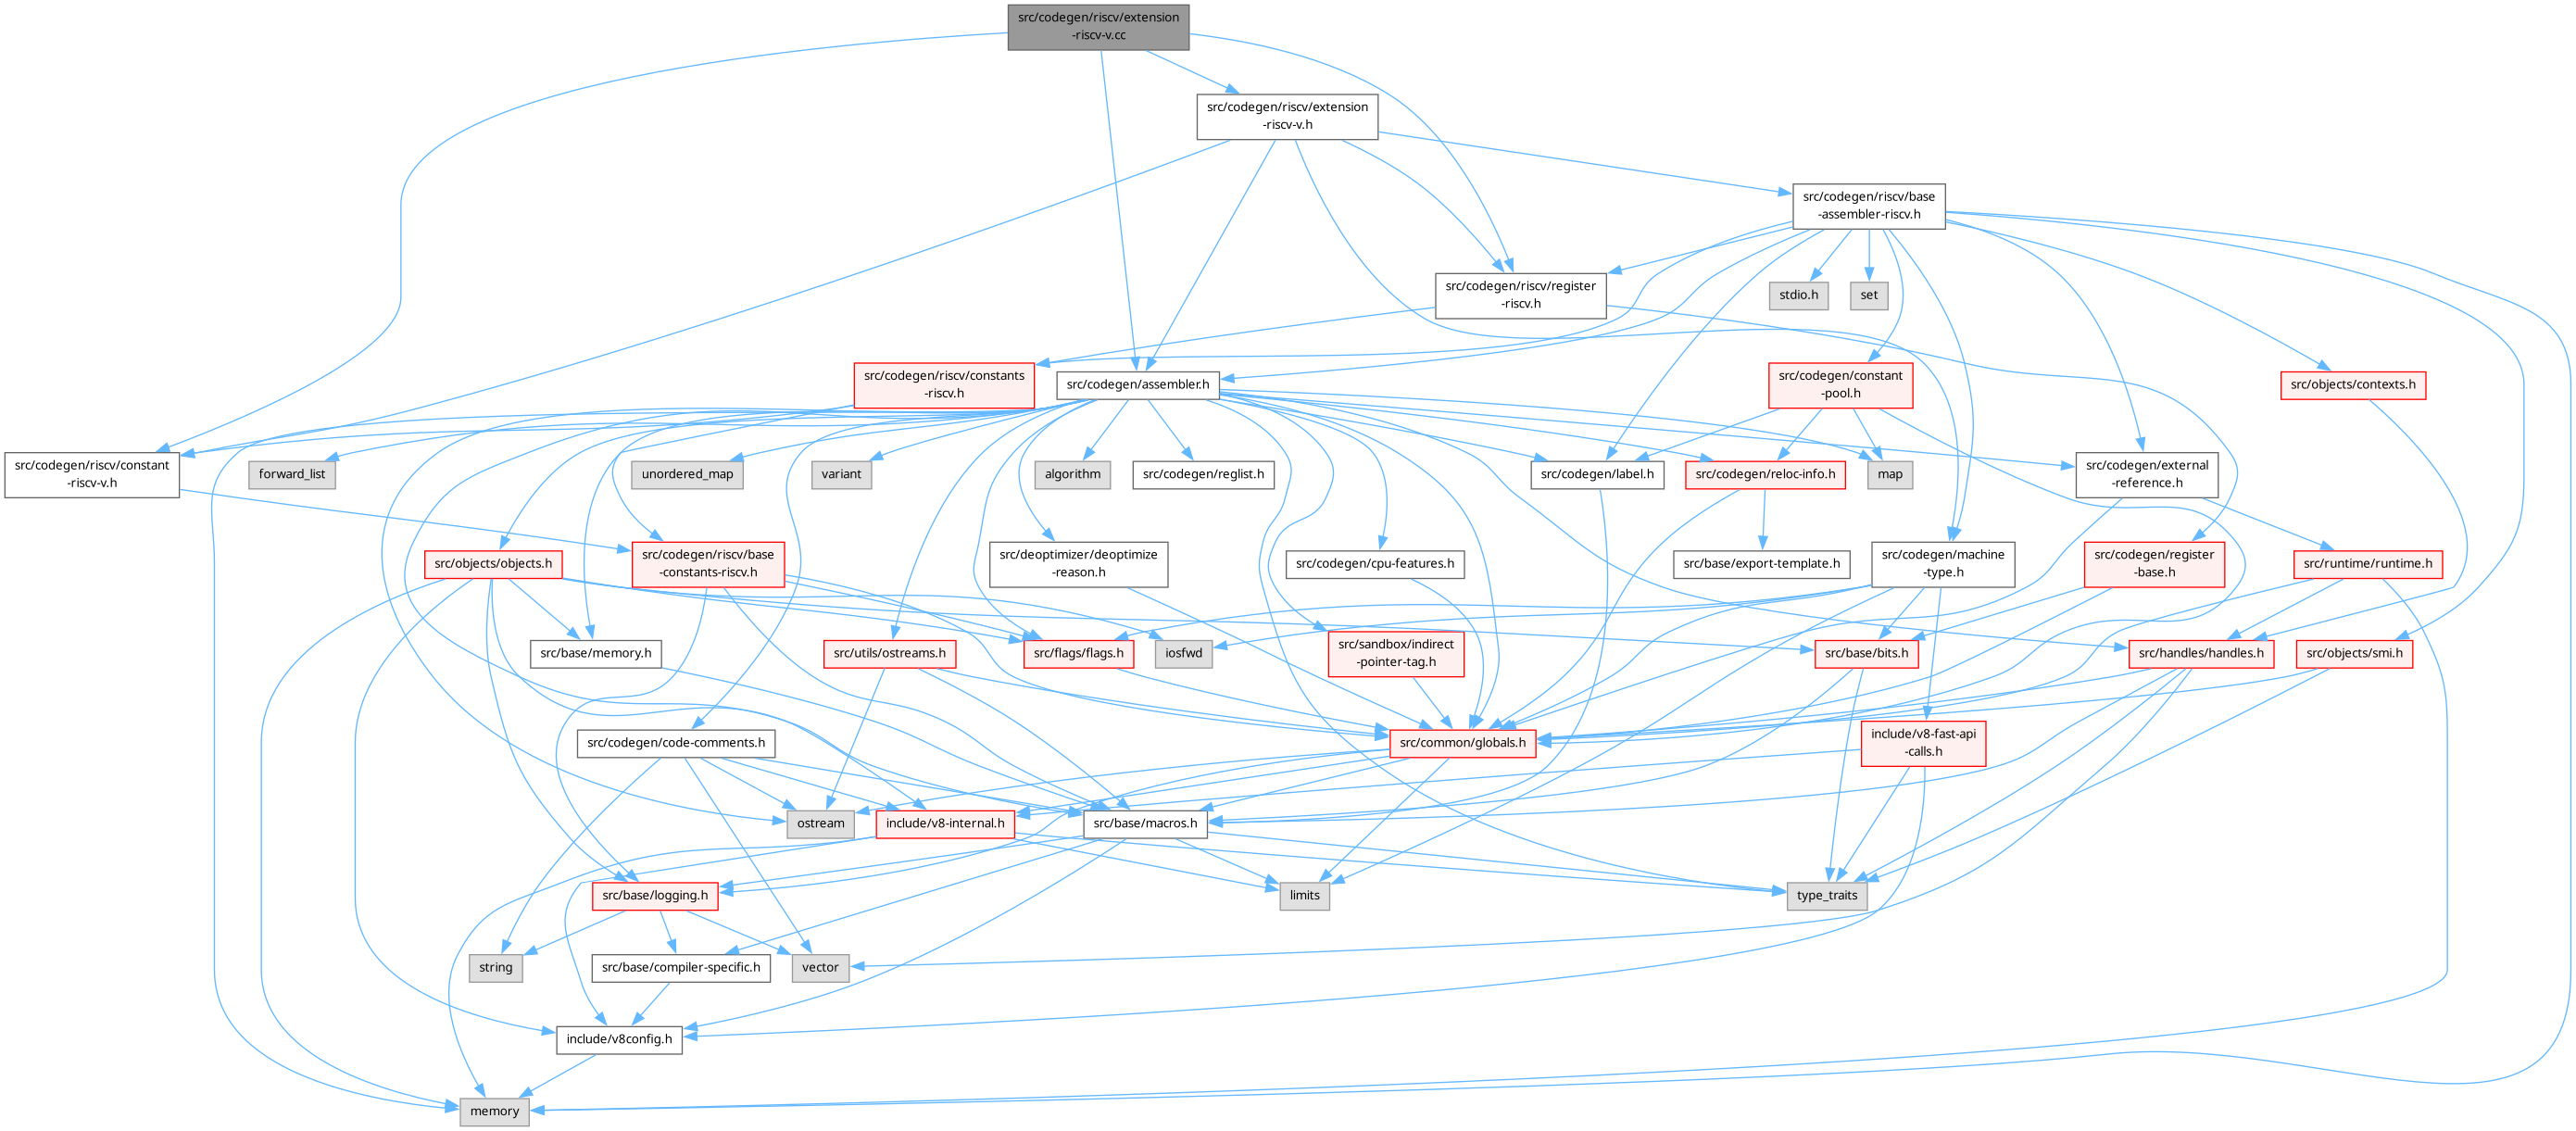 src/codegen/riscv/extension
-riscv-v.cc
src/codegen/riscv/extension
-riscv-v.h
src/codegen/riscv/base
-assembler-riscv.h
src/codegen/riscv/register
-riscv.h
stdio.h
set
src/codegen/riscv/constants
-riscv.h
src/codegen/assembler.h
src/codegen/constant
-pool.h
src/objects/contexts.h
src/codegen/riscv/constant
-riscv-v.h
forward_list
unordered_map
variant
algorithm
src/codegen/reglist.h
src/codegen/label.h
src/codegen/reloc-info.h
map
src/codegen/external
-reference.h
src/objects/objects.h
src/codegen/riscv/base
-constants-riscv.h
src/deoptimizer/deoptimize
-reason.h
src/codegen/cpu-features.h
src/base/export-template.h
src/codegen/machine
-type.h
src/codegen/register
-base.h
src/runtime/runtime.h
src/base/memory.h
src/utils/ostreams.h
src/flags/flags.h
iosfwd
src/sandbox/indirect
-pointer-tag.h
src/base/bits.h
src/handles/handles.h
src/objects/smi.h
src/codegen/code-comments.h
src/common/globals.h
include/v8-fast-api
-calls.h
ostream
include/v8-internal.h
src/base/macros.h
src/base/logging.h
limits
type_traits
string
src/base/compiler-specific.h
vector
include/v8config.h
memory